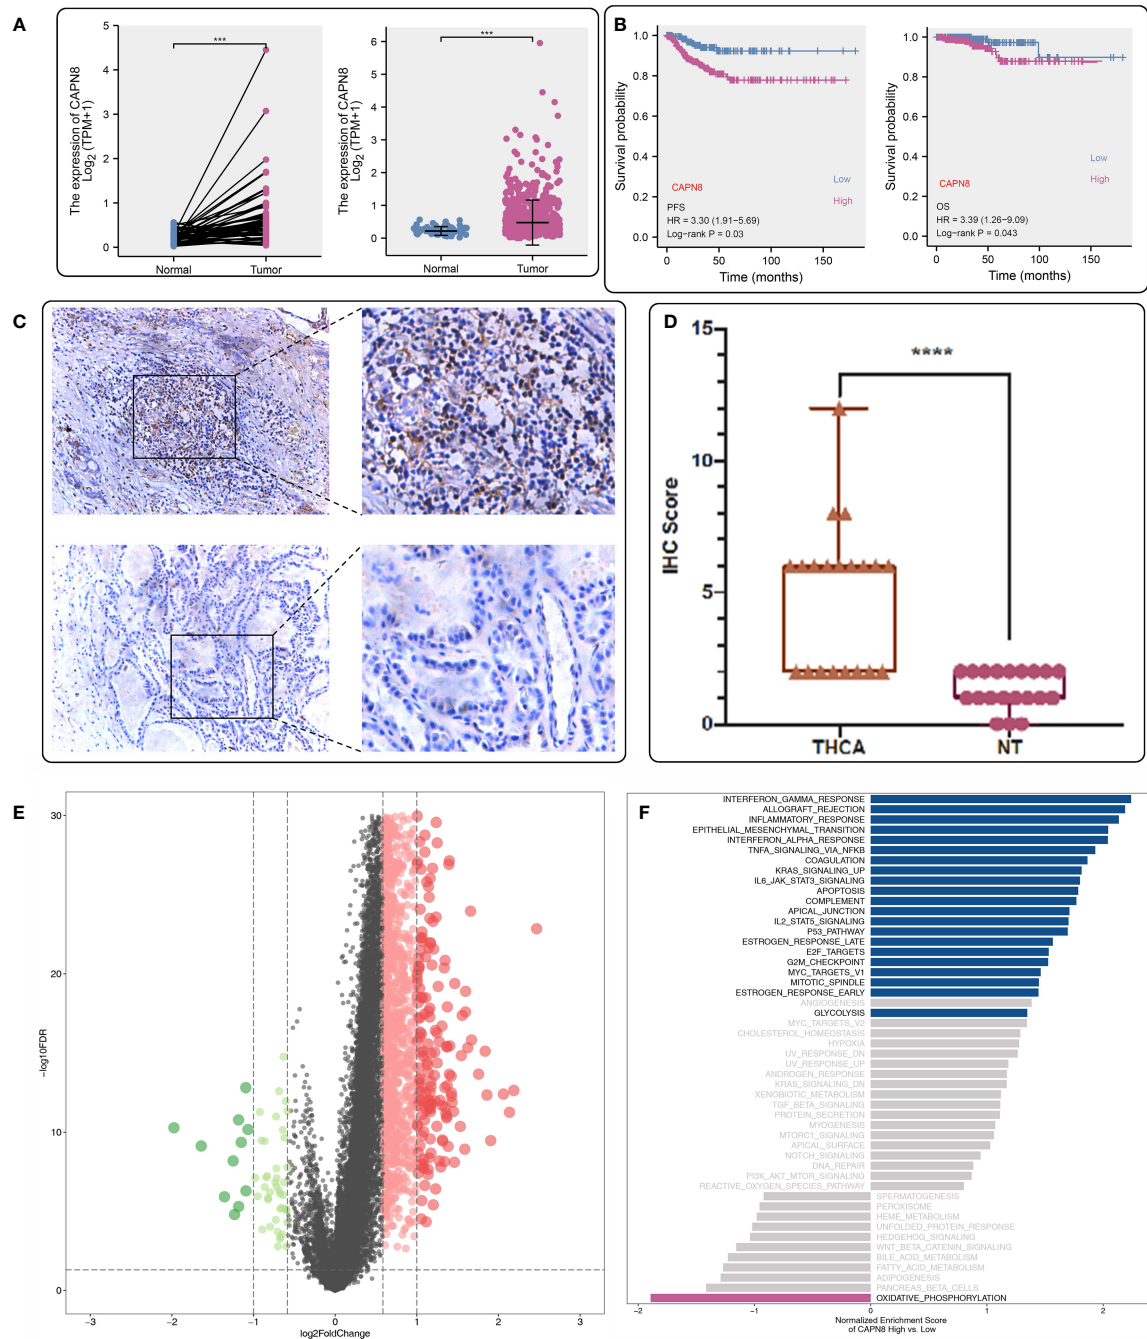 A
The expression of CAPN8
Log2 (TPM+1)
5
4
3
2
1
0
***
Normal
Tumor
The expression of CAPN8
Log2 (TPM+1)
6
5
4
3
2
1
0
***
Normal
Tumor
B
Survival probability
1.0
0.8
0.6
0.4
0.2
0.0
CAPN8
Low
High
PFS
HR = 3.30 (1.91−5.69)
Log−rank P = 0.03
0
50
100
150
Time (months)
Survival probability
1.0
0.8
0.6
0.4
0.2
0.0
CAPN8
Low
High
OS
HR = 3.39 (1.26−9.09)
Log−rank P = 0.043
0
50
100
150
Time (months)
C
D
IHC Score
15
10
5
0
****
THCA
NT
E
−log10FDR
30
20
10
0
−3
−2
−1
0
1
2
3
log2FoldChange
F
INTERFERON_GAMMA_RESPONSE
ALLOGRAFT_REJECTION
INFLAMMATORY_RESPONSE
EPITHELIAL_MESENCHYMAL_TRANSITION
INTERFERON_ALPHA_RESPONSE
TNFA_SIGNALING_VIA_NFKB
COAGULATION
KRAS_SIGNALING_UP
IL6_JAK_STAT3_SIGNALING
APOPTOSIS
COMPLEMENT
APICAL_JUNCTION
IL2_STAT5_SIGNALING
P53_PATHWAY
ESTROGEN_RESPONSE_LATE
E2F_TARGETS
G2M_CHECKPOINT
MYC_TARGETS_V1
MITOTIC_SPINDLE
ESTROGEN_RESPONSE_EARLY
ANGIOGENESIS
GLYCOLYSIS
MYC_TARGETS_V2
CHOLESTEROL_HOMEOSTASIS
HYPOXIA
UV_RESPONSE_DN
UV_RESPONSE_UP
ANDROGEN_RESPONSE
KRAS_SIGNALING_DN
XENOBIOTIC_METABOLISM
TGF_BETA_SIGNALING
PROTEIN_SECRETION
MYOGENESIS
MTORC1_SIGNALING
APICAL_SURFACE
NOTCH_SIGNALING
DNA_REPAIR
PI3K_AKT_MTOR_SIGNALING
REACTIVE_OXYGEN_SPECIES_PATHWAY
SPERMATOGENESIS
PEROXISOME
HEME_METABOLISM
UNFOLDED_PROTEIN_RESPONSE
HEDGEHOG_SIGNALING
WNT_BETA_CATENIN_SIGNALING
BILE_ACID_METABOLISM
FATTY_ACID_METABOLISM
ADIPOGENESIS
PANCREAS_BETA_CELLS
OXIDATIVE_PHOSPHORYLATION
−2
−1
0
1
2
Normalized Enrichment Score
of CAPN8 High vs. Low